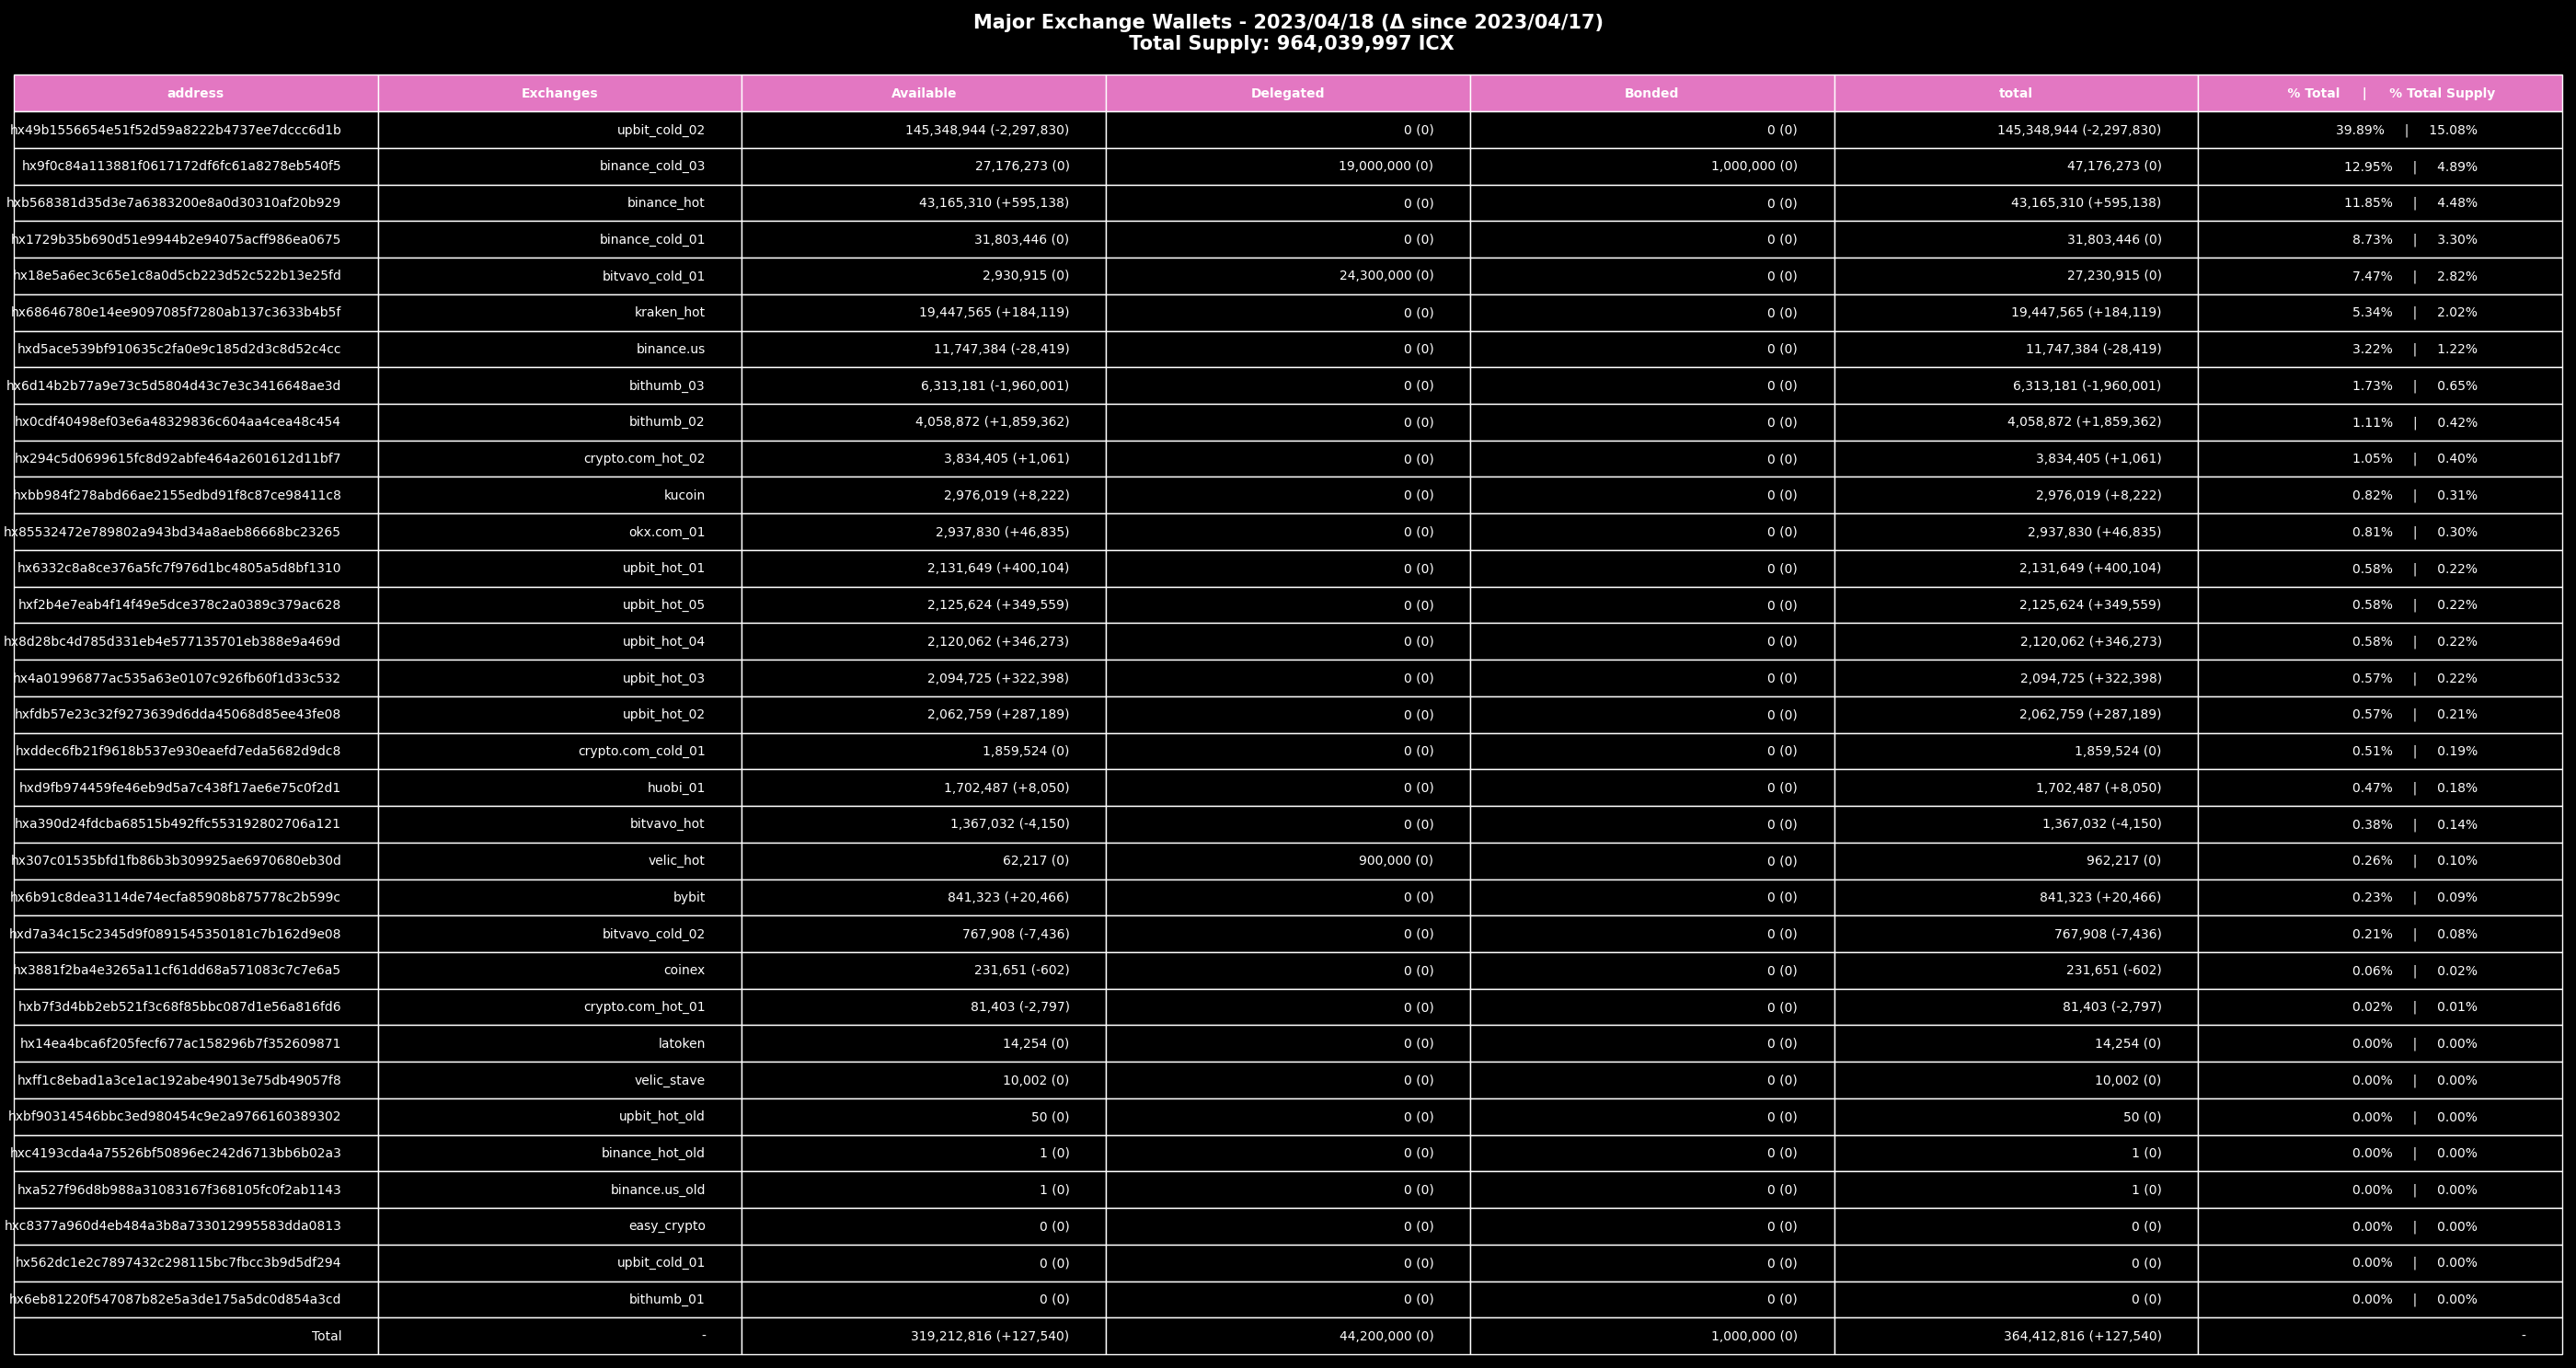 Major Exchange Wallets - 2023/04/18 (Δ since 2023/04/17)
Total Supply: 964,039,997 ICX
address Exchanges Available Delegated Bonded total % Total | % Total Supply
hx49b1556654e51f52d59a8222b4737ee7dccc6d1b upbit_cold_02 145,348,944 (-2,297,830) 0 (0) 0 (0) 145,348,944 (-2,297,830) 39.89% | 15.08%
hx9f0c84a113881f0617172df6fc61a8278eb540f5 binance_cold_03 27,176,273 (0) 19,000,000 (0) 1,000,000 (0) 47,176,273 (0) 12.95% | 4.89%
hxb568381d35d3e7a6383200e8a0d30310af20b929 binance_hot 43,165,310 (+595,138) 0 (0) 0 (0) 43,165,310 (+595,138) 11.85% | 4.48%
hx1729b35b690d51e9944b2e94075acff986ea0675 binance_cold_01 31,803,446 (0) 0 (0) 0 (0) 31,803,446 (0) 8.73% | 3.30%
hx18e5a6ec3c65e1c8a0d5cb223d52c522b13e25fd bitvavo_cold_01 2,930,915 (0) 24,300,000 (0) 0 (0) 27,230,915 (0) 7.47% | 2.82%
hx68646780e14ee9097085f7280ab137c3633b4b5f kraken_hot 19,447,565 (+184,119) 0 (0) 0 (0) 19,447,565 (+184,119) 5.34% | 2.02%
hxd5ace539bf910635c2fa0e9c185d2d3c8d52c4cc binance.us 11,747,384 (-28,419) 0 (0) 0 (0) 11,747,384 (-28,419) 3.22% | 1.22%
hx6d14b2b77a9e73c5d5804d43c7e3c3416648ae3d bithumb_03 6,313,181 (-1,960,001) 0 (0) 0 (0) 6,313,181 (-1,960,001) 1.73% | 0.65%
hx0cdf40498ef03e6a48329836c604aa4cea48c454 bithumb_02 4,058,872 (+1,859,362) 0 (0) 0 (0) 4,058,872 (+1,859,362) 1.11% | 0.42%
hx294c5d0699615fc8d92abfe464a2601612d11bf7 crypto.com_hot_02 3,834,405 (+1,061) 0 (0) 0 (0) 3,834,405 (+1,061) 1.05% | 0.40%
hxbb984f278abd66ae2155edbd91f8c87ce98411c8 kucoin 2,976,019 (+8,222) 0 (0) 0 (0) 2,976,019 (+8,222) 0.82% | 0.31%
hx85532472e789802a943bd34a8aeb86668bc23265 okx.com_01 2,937,830 (+46,835) 0 (0) 0 (0) 2,937,830 (+46,835) 0.81% | 0.30%
hx6332c8a8ce376a5fc7f976d1bc4805a5d8bf1310 upbit_hot_01 2,131,649 (+400,104) 0 (0) 0 (0) 2,131,649 (+400,104) 0.58% | 0.22%
hxf2b4e7eab4f14f49e5dce378c2a0389c379ac628 upbit_hot_05 2,125,624 (+349,559) 0 (0) 0 (0) 2,125,624 (+349,559) 0.58% | 0.22%
hx8d28bc4d785d331eb4e577135701eb388e9a469d upbit_hot_04 2,120,062 (+346,273) 0 (0) 0 (0) 2,120,062 (+346,273) 0.58% | 0.22%
hx4a01996877ac535a63e0107c926fb60f1d33c532 upbit_hot_03 2,094,725 (+322,398) 0 (0) 0 (0) 2,094,725 (+322,398) 0.57% | 0.22%
hxfdb57e23c32f9273639d6dda45068d85ee43fe08 upbit_hot_02 2,062,759 (+287,189) 0 (0) 0 (0) 2,062,759 (+287,189) 0.57% | 0.21%
hxddec6fb21f9618b537e930eaefd7eda5682d9dc8 crypto.com_cold_01 1,859,524 (0) 0 (0) 0 (0) 1,859,524 (0) 0.51% | 0.19%
hxd9fb974459fe46eb9d5a7c438f17ae6e75c0f2d1 huobi_01 1,702,487 (+8,050) 0 (0) 0 (0) 1,702,487 (+8,050) 0.47% | 0.18%
hxa390d24fdcba68515b492ffc553192802706a121 bitvavo_hot 1,367,032 (-4,150) 0 (0) 0 (0) 1,367,032 (-4,150) 0.38% | 0.14%
hx307c01535bfd1fb86b3b309925ae6970680eb30d velic_hot 62,217 (0) 900,000 (0) 0 (0) 962,217 (0) 0.26% | 0.10%
hx6b91c8dea3114de74ecfa85908b875778c2b599c bybit 841,323 (+20,466) 0 (0) 0 (0) 841,323 (+20,466) 0.23% | 0.09%
hxd7a34c15c2345d9f0891545350181c7b162d9e08 bitvavo_cold_02 767,908 (-7,436) 0 (0) 0 (0) 767,908 (-7,436) 0.21% | 0.08%
hx3881f2ba4e3265a11cf61dd68a571083c7c7e6a5 coinex 231,651 (-602) 0 (0) 0 (0) 231,651 (-602) 0.06% | 0.02%
hxb7f3d4bb2eb521f3c68f85bbc087d1e56a816fd6 crypto.com_hot_01 81,403 (-2,797) 0 (0) 0 (0) 81,403 (-2,797) 0.02% | 0.01%
hx14ea4bca6f205fecf677ac158296b7f352609871 latoken 14,254 (0) 0 (0) 0 (0) 14,254 (0) 0.00% | 0.00%
hxff1c8ebad1a3ce1ac192abe49013e75db49057f8 velic_stave 10,002 (0) 0 (0) 0 (0) 10,002 (0) 0.00% | 0.00%
hxbf90314546bbc3ed980454c9e2a9766160389302 upbit_hot_old 50 (0) 0 (0) 0 (0) 50 (0) 0.00% | 0.00%
hxc4193cda4a75526bf50896ec242d6713bb6b02a3 binance_hot_old 1 (0) 0 (0) 0 (0) 1 (0) 0.00% | 0.00%
hxa527f96d8b988a31083167f368105fc0f2ab1143 binance.us_old 1 (0) 0 (0) 0 (0) 1 (0) 0.00% | 0.00%
hxc8377a960d4eb484a3b8a733012995583dda0813 easy_crypto 0 (0) 0 (0) 0 (0) 0 (0) 0.00% | 0.00%
hx562dc1e2c7897432c298115bc7fbcc3b9d5df294 upbit_cold_01 0 (0) 0 (0) 0 (0) 0 (0) 0.00% | 0.00%
hx6eb81220f547087b82e5a3de175a5dc0d854a3cd bithumb_01 0 (0) 0 (0) 0 (0) 0 (0) 0.00% | 0.00%
Total - 319,212,816 (+127,540) 44,200,000 (0) 1,000,000 (0) 364,412,816 (+127,540) -